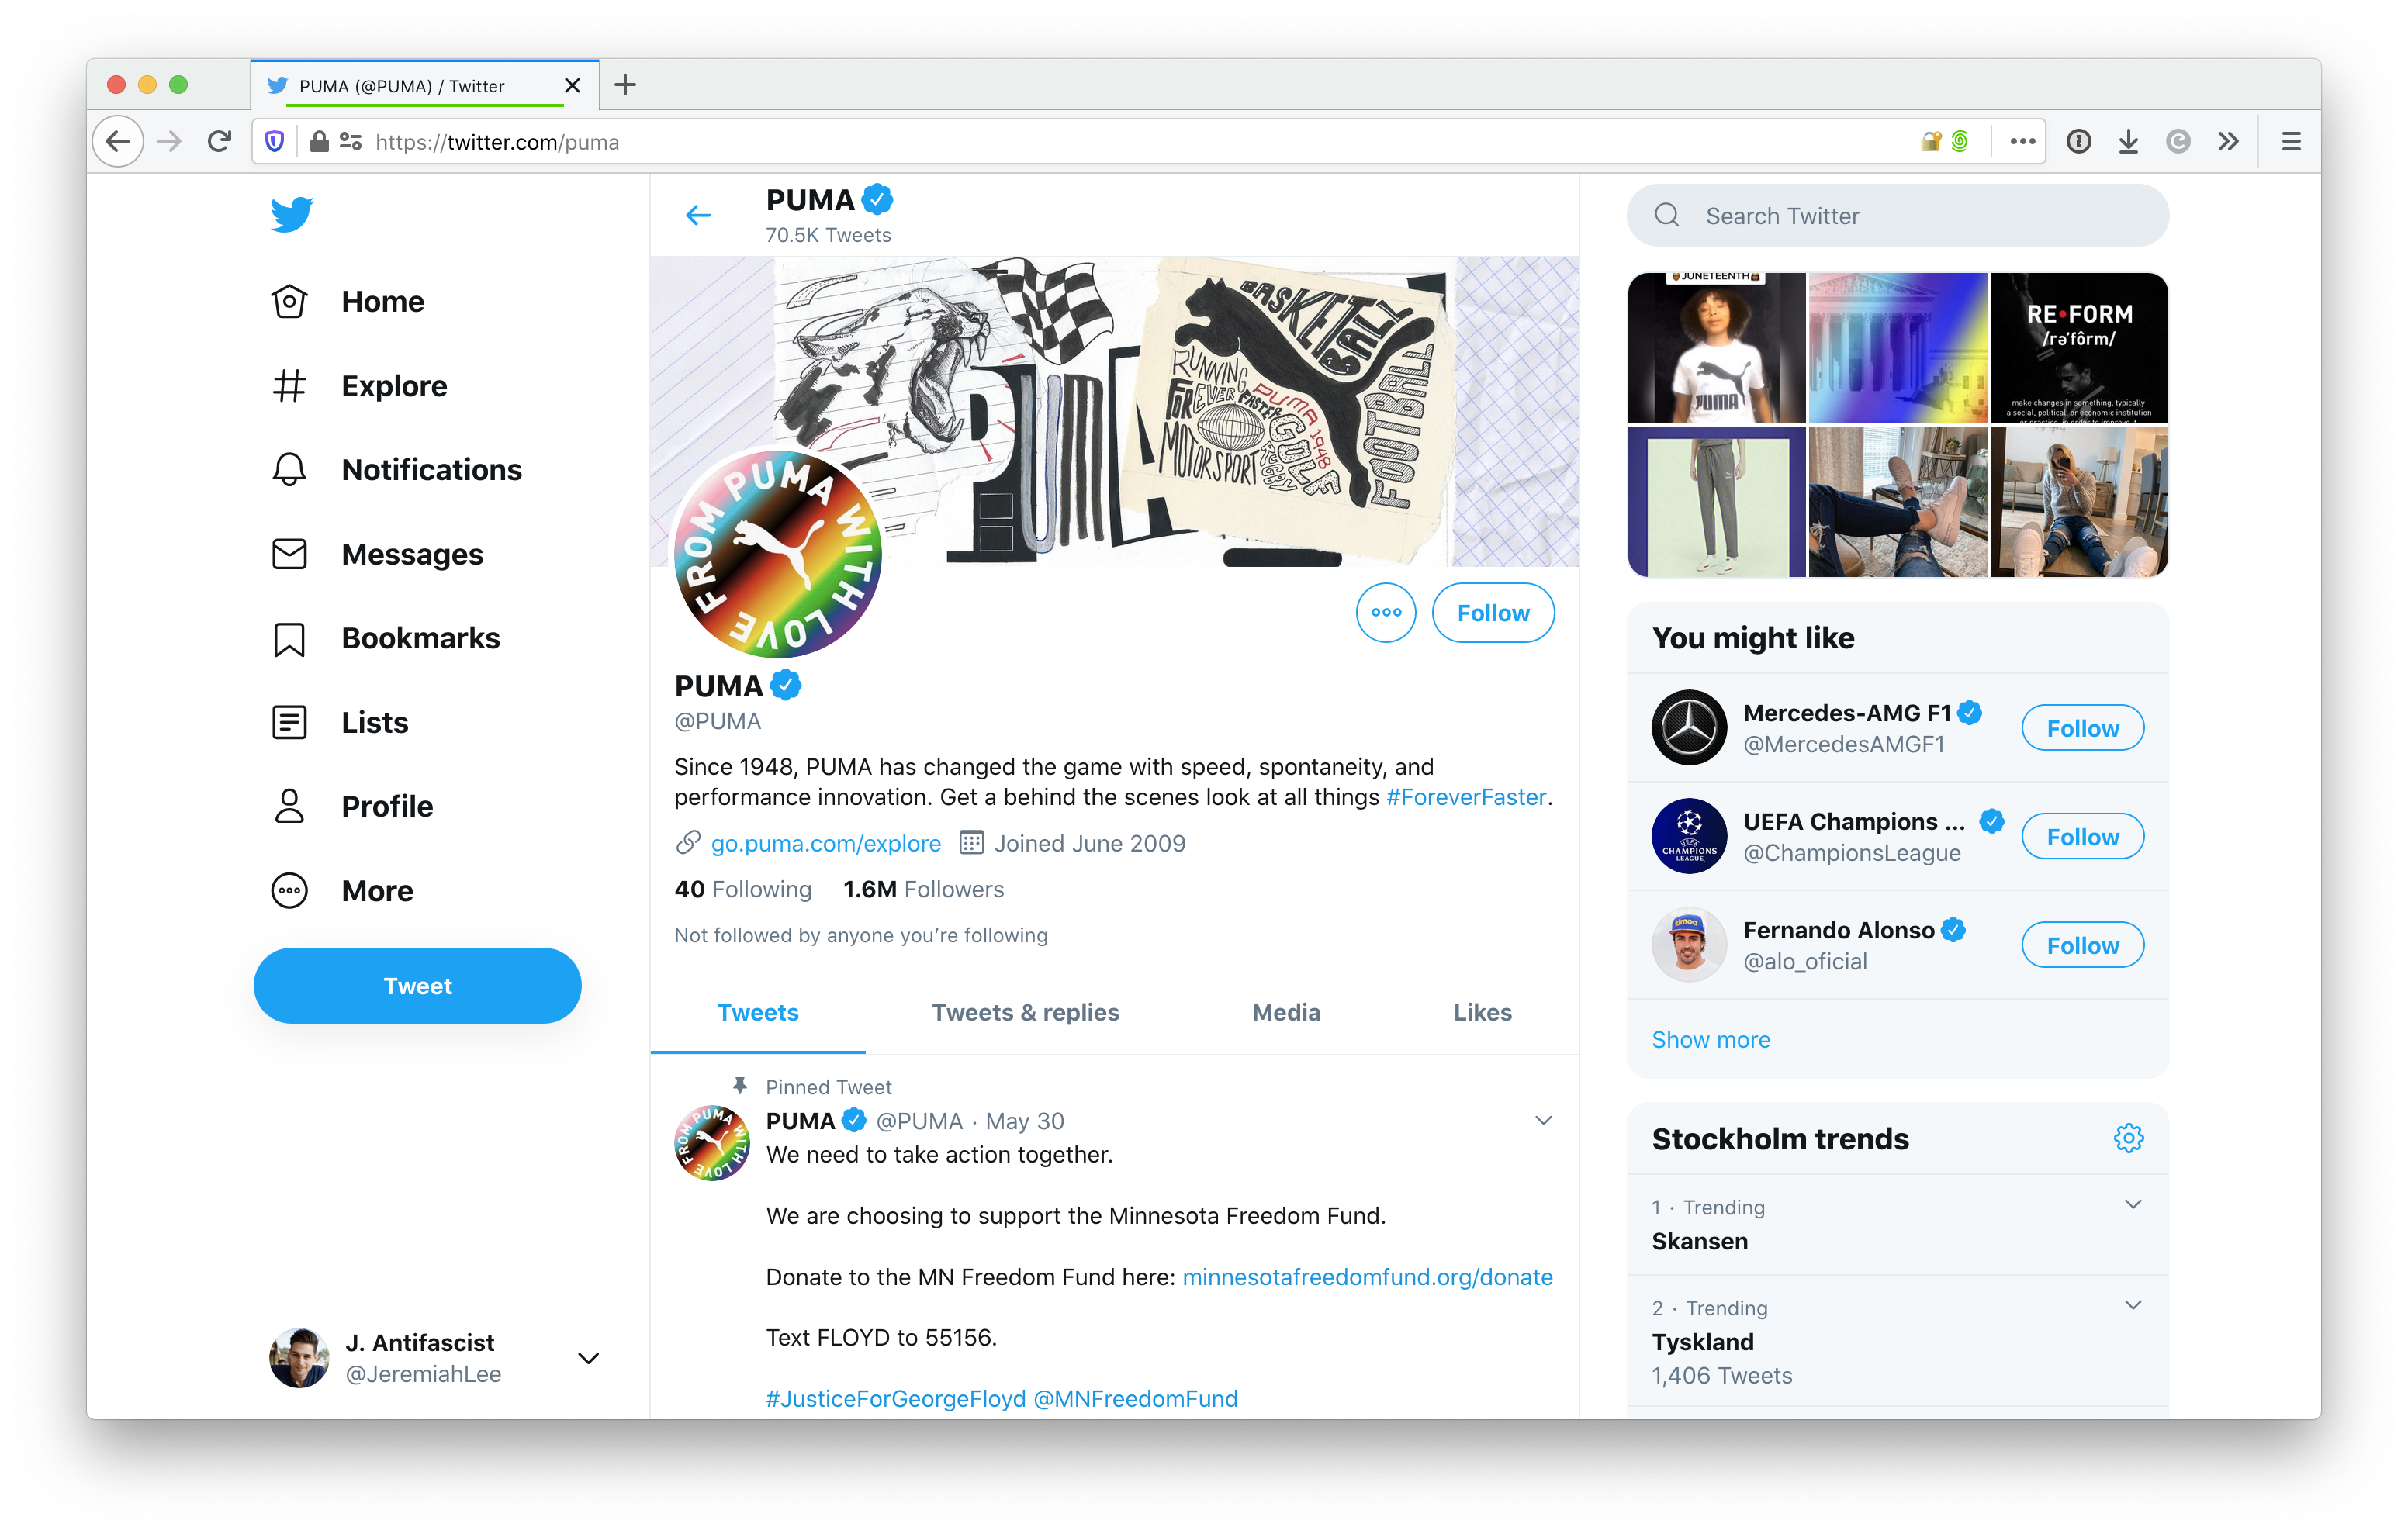 PUMA (@PUMA) / Twitter
https://twitter.com/puma
Home
Explore
Notifications
Messages
Bookmarks
Lists
Profile
More
Tweet
J. Antifascist
@JeremiahLee
PUMA
70.5K Tweets
BASKETBALL
RUNNING
FOREVER FASTER
PUMA 1948
GOLF
RUGBY
MOTORSPORT
FOOTBALL
PUMA
FROM PUMA WITH LOVE
Follow
PUMA
@PUMA
Since 1948, PUMA has changed the game with speed, spontaneity, and
performance innovation. Get a behind the scenes look at all things #ForeverFaster.
go.puma.com/explore Joined June 2009
40 Following 1.6M Followers
Not followed by anyone you’re following
Tweets Tweets & replies Media Likes
Pinned Tweet
FROM PUMA WITH LOVE
PUMA @PUMA · May 30
We need to take action together.
We are choosing to support the Minnesota Freedom Fund.
Donate to the MN Freedom Fund here: minnesotafreedomfund.org/donate
Text FLOYD to 55156.
#JusticeForGeorgeFloyd @MNFreedomFund
Search Twitter
JUNETEENTH
PUMA
RE•FORM
/rə'fôrm/
make changes in something, typically
a social, political, or economic institution
or practice, in order to improve it
You might like
Mercedes-AMG F1
@MercedesAMGF1
Follow
UEFA
CHAMPIONS
LEAGUE
UEFA Champions ...
@ChampionsLeague
Follow
kimoa
Fernando Alonso
@alo_oficial
Follow
Show more
Stockholm trends
1 · Trending
Skansen
2 · Trending
Tyskland
1,406 Tweets